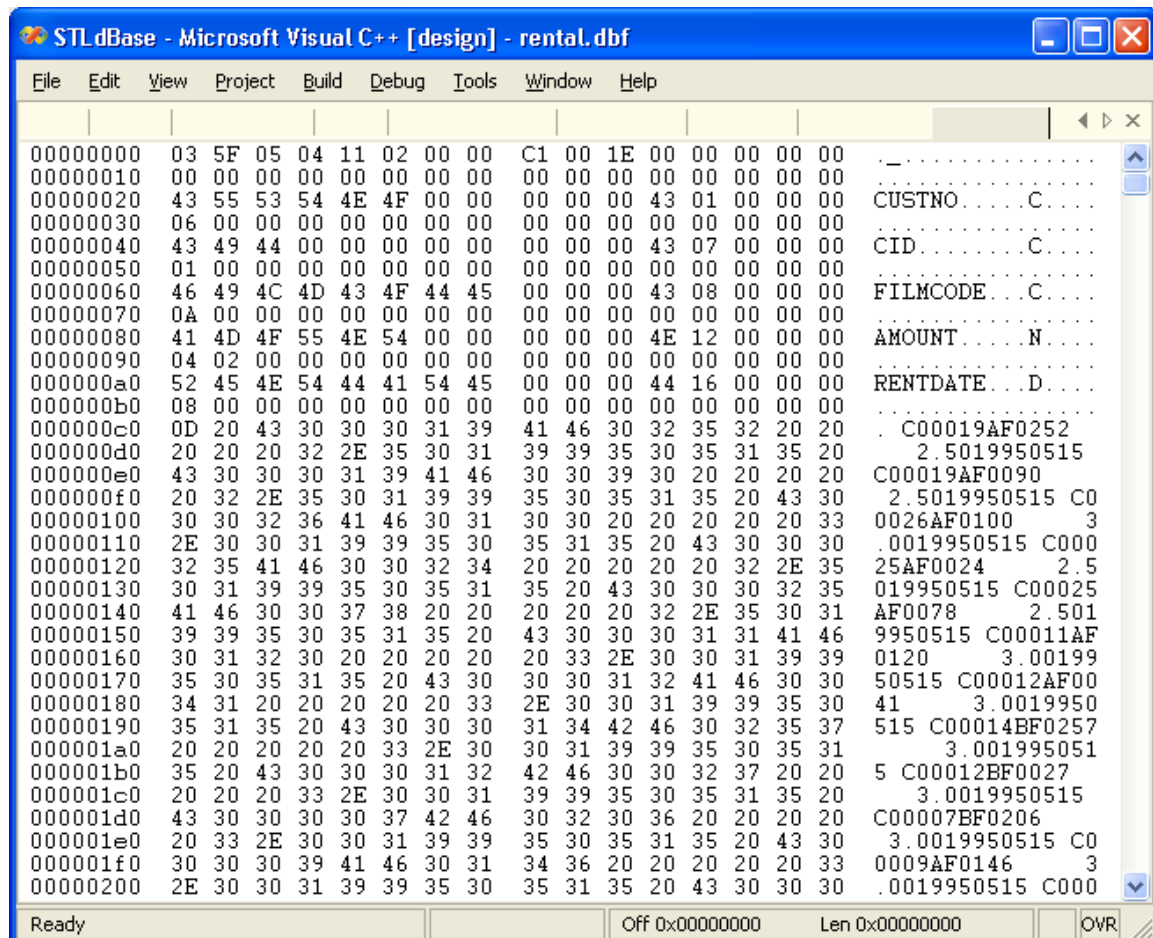 STLdBase - Microsoft Visual C++ [design] - rental.dbf
File Edit View Project Build Debug Tools Window Help
00000000 03 5F 05 04 11 02 00 00 C1 00 1E 00 00 00 00 00 ._..............
00000010 00 00 00 00 00 00 00 00 00 00 00 00 00 00 00 00 ................
00000020 43 55 53 54 4E 4F 00 00 00 00 00 43 01 00 00 00 CUSTNO.....C....
00000030 06 00 00 00 00 00 00 00 00 00 00 00 00 00 00 00 ................
00000040 43 49 44 00 00 00 00 00 00 00 00 43 07 00 00 00 CID........C....
00000050 01 00 00 00 00 00 00 00 00 00 00 00 00 00 00 00 ................
00000060 46 49 4C 4D 43 4F 44 45 00 00 00 43 08 00 00 00 FILMCODE...C....
00000070 0A 00 00 00 00 00 00 00 00 00 00 00 00 00 00 00 ................
00000080 41 4D 4F 55 4E 54 00 00 00 00 00 4E 12 00 00 00 AMOUNT.....N....
00000090 04 02 00 00 00 00 00 00 00 00 00 00 00 00 00 00 ................
000000a0 52 45 4E 54 44 41 54 45 00 00 00 44 16 00 00 00 RENTDATE...D....
000000b0 08 00 00 00 00 00 00 00 00 00 00 00 00 00 00 00 ................
000000c0 0D 20 43 30 30 30 31 39 41 46 30 32 35 32 20 20 . C00019AF0252
000000d0 20 20 20 32 2E 35 30 31 39 39 35 30 35 31 35 20 2.5019950515
000000e0 43 30 30 30 31 39 41 46 30 30 39 30 20 20 20 20 C00019AF0090
000000f0 20 32 2E 35 30 31 39 39 35 30 35 31 35 20 43 30 2.5019950515 C0
00000100 30 30 32 36 41 46 30 31 30 30 20 20 20 20 20 33 0026AF0100     3
00000110 2E 30 30 31 39 39 35 30 35 31 35 20 43 30 30 30 .0019950515 C000
00000120 32 35 41 46 30 30 32 34 20 20 20 20 20 32 2E 35 25AF0024     2.5
00000130 30 31 39 39 35 30 35 31 35 20 43 30 30 30 32 35 019950515 C00025
00000140 41 46 30 30 37 38 20 20 20 20 20 32 2E 35 30 31 AF0078     2.501
00000150 39 39 35 30 35 31 35 20 43 30 30 30 31 31 41 46 9950515 C00011AF
00000160 30 31 32 30 20 20 20 20 20 33 2E 30 30 31 39 39 0120     3.00199
00000170 35 30 35 31 35 20 43 30 30 30 31 32 41 46 30 30 50515 C00012AF00
00000180 34 31 20 20 20 20 20 33 2E 30 30 31 39 39 35 30 41     3.0019950
00000190 35 31 35 20 43 30 30 30 31 34 42 46 30 32 35 37 515 C00014BF0257
000001a0 20 20 20 20 20 33 2E 30 30 31 39 39 35 30 35 31 3.001995051
000001b0 35 20 43 30 30 30 31 32 42 46 30 30 32 37 20 20 5 C00012BF0027
000001c0 20 20 20 33 2E 30 30 31 39 39 35 30 35 31 35 20 3.0019950515
000001d0 43 30 30 30 30 37 42 46 30 32 30 36 20 20 20 20 C00007BF0206
000001e0 20 33 2E 30 30 31 39 39 35 30 35 31 35 20 43 30 3.0019950515 C0
000001f0 30 30 30 39 41 46 30 31 34 36 20 20 20 20 20 33 0009AF0146     3
00000200 2E 30 30 31 39 39 35 30 35 31 35 20 43 30 30 30 .0019950515 C000
Ready Off 0x00000000 Len 0x00000000 OVR